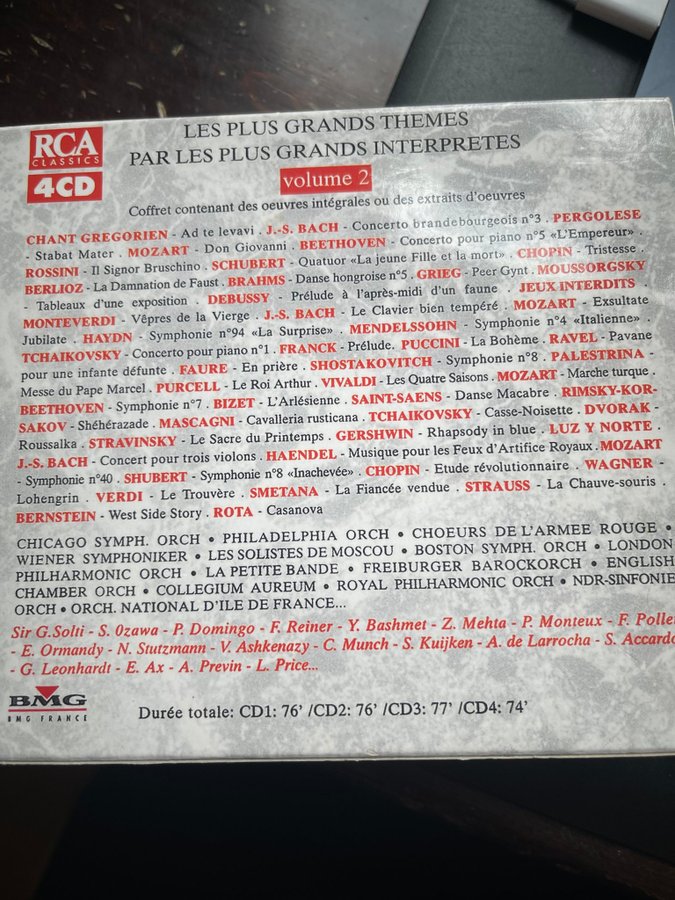 RCA
CLASSICS
4CD
LES PLUS GRANDS THEMES
PAR LES PLUS GRANDS INTERPRETES
volume 2
Coffret contenant des oeuvres intégrales ou des extraits d'oeuvres
CHANT GREGORIEN - Ad te levavi . J.-S. BACH - Concerto brandebourgeois n°3 . PERGOLESE
- Stabat Mater . MOZART - Don Giovanni . BEETHOVEN - Concerto pour piano n°5 «L'Empereur» .
ROSSINI - Il Signor Bruschino . SCHUBERT - Quatuor «La jeune Fille et la mort» . CHOPIN - Tristesse .
BERLIOZ - La Damnation de Faust . BRAHMS - Danse hongroise n°5 . GRIEG - Peer Gynt . MOUSSORGSKY
- Tableaux d'une exposition . DEBUSSY - Prélude à l'après-midi d'un faune . JEUX INTERDITS .
MONTEVERDI - Vêpres de la Vierge . J.-S. BACH - Le Clavier bien tempéré . MOZART - Exsultate
Jubilate . HAYDN - Symphonie n°94 «La Surprise» . MENDELSSOHN - Symphonie n°4 «Italienne» .
TCHAIKOVSKY - Concerto pour piano n°1 . FRANCK - Prélude. PUCCINI - La Bohème . RAVEL - Pavane
pour une infante défunte . FAURE - En prière . SHOSTAKOVITCH - Symphonie n°8 . PALESTRINA -
Messe du Pape Marcel . PURCELL - Le Roi Arthur . VIVALDI - Les Quatre Saisons . MOZART - Marche turque .
BEETHOVEN - Symphonie n°7 . BIZET - L'Arlésienne . SAINT-SAENS - Danse Macabre . RIMSKY-KOR-
SAKOV - Shéhérazade . MASCAGNI - Cavalleria rusticana . TCHAIKOVSKY - Casse-Noisette . DVORAK -
Roussalka . STRAVINSKY - Le Sacre du Printemps . GERSHWIN - Rhapsody in blue . LUZ Y NORTE .
J.-S. BACH - Concert pour trois violons . HAENDEL - Musique pour les Feux d'Artifice Royaux . MOZART
- Symphonie n°40 . SHUBERT - Symphonie n°8 «Inachevée» . CHOPIN - Etude révolutionnaire . WAGNER -
Lohengrin . VERDI - Le Trouvère . SMETANA - La Fiancée vendue . STRAUSS - La Chauve-souris .
BERNSTEIN - West Side Story . ROTA - Casanova
CHICAGO SYMPH. ORCH • PHILADELPHIA ORCH • CHOEURS DE L'ARMEE ROUGE •
WIENER SYMPHONIKER • LES SOLISTES DE MOSCOU • BOSTON SYMPH. ORCH • LONDON
PHILHARMONIC ORCH • LA PETITE BANDE • FREIBURGER BAROCKORCH • ENGLISH
CHAMBER ORCH • COLLEGIUM AUREUM • ROYAL PHILHARMONIC ORCH • NDR-SINFONIE
ORCH • ORCH. NATIONAL D'ILE DE FRANCE...
Sir G.Solti - S. Ozawa - P. Domingo - F. Reiner - Y. Bashmet - Z. Mehta - P. Monteux - F. Pollet
- E. Ormandy - N. Stutzmann - V. Ashkenazy - C. Munch - S. Kuijken - A. de Larrocha - S. Accardo
- G. Leonhardt - E. Ax - A. Previn - L. Price...
BMG
BMG FRANCE
Durée totale: CD1: 76' /CD2: 76' /CD3: 77' /CD4: 74'